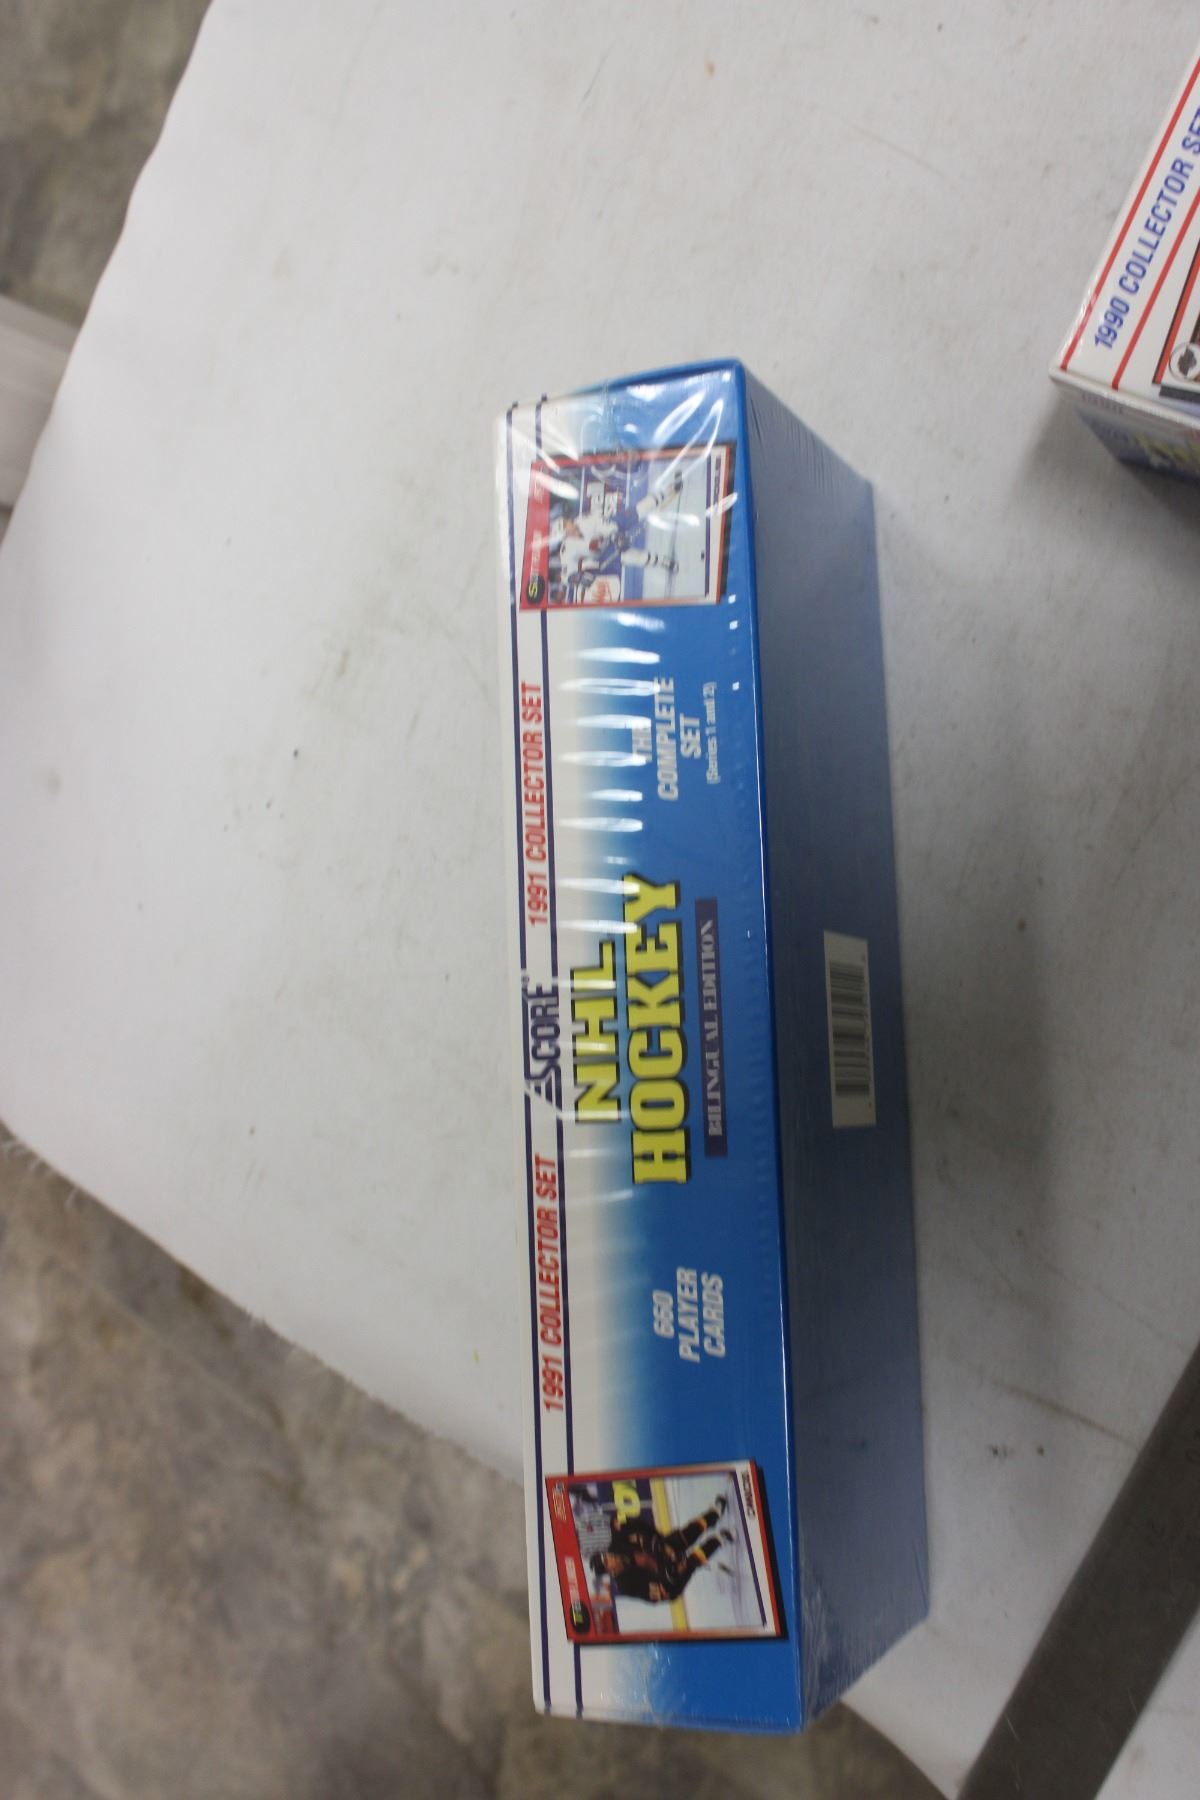 1991 COLLECTOR SET
SCORE
1991 COLLECTOR SET
NHL
HOCKEY
BILINGUAL EDITION
660
PLAYER
CARDS
THE
COMPLETE
SET
(Series 1 and 2)
CANUCKS
1990 COLLECTOR SET